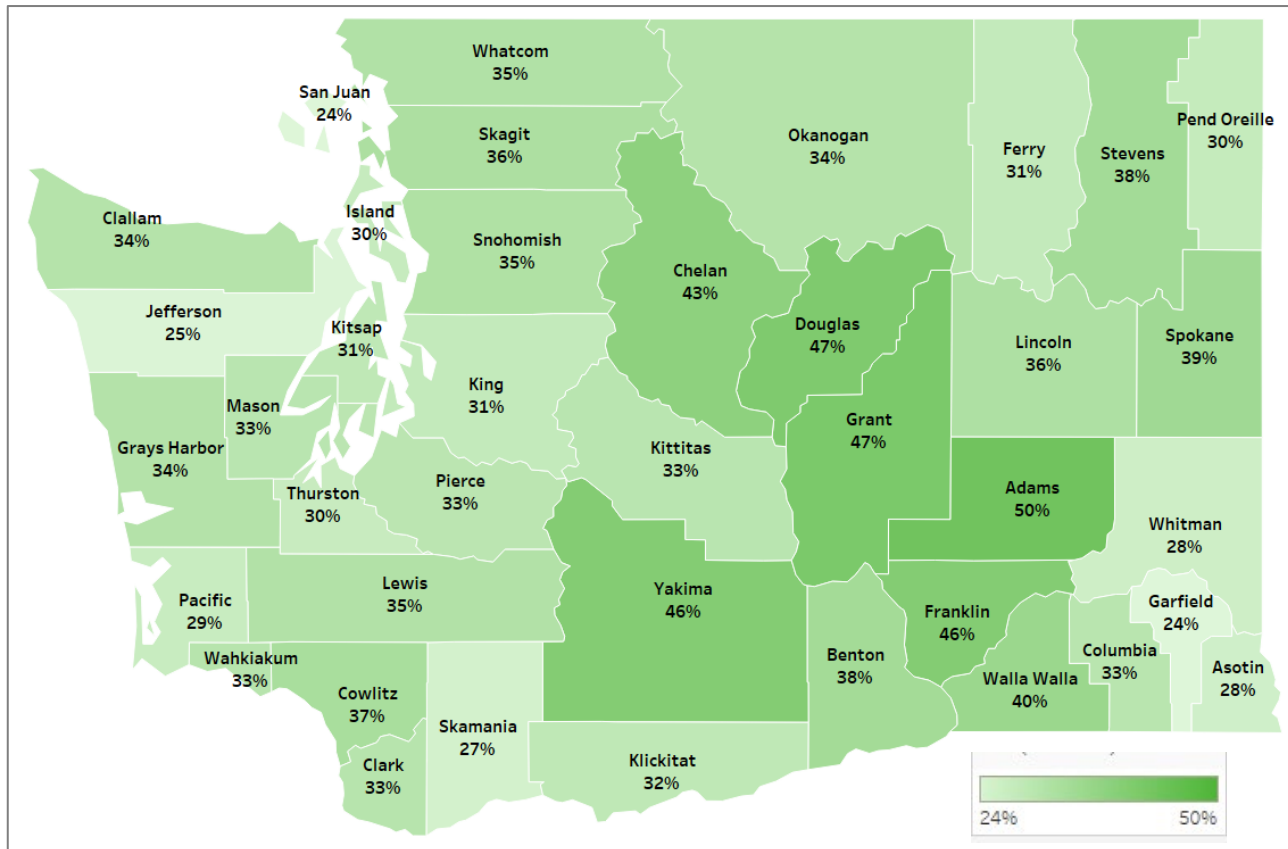 Whatcom
35%
San Juan
24%
Skagit
36%
Okanogan
34%
Ferry
31%
Stevens
38%
Pend Oreille
30%
Clallam
34%
Island
30%
Snohomish
35%
Chelan
43%
Jefferson
25%
Kitsap
31%
Douglas
47%
Lincoln
36%
Spokane
39%
King
31%
Mason
33%
Grant
47%
Grays Harbor
34%
Kittitas
33%
Thurston
30%
Pierce
33%
Adams
50%
Whitman
28%
Lewis
35%
Yakima
46%
Pacific
29%
Franklin
46%
Garfield
24%
Wahkiakum
33%
Benton
38%
Columbia
33%
Walla Walla
40%
Asotin
28%
Cowlitz
37%
Skamania
27%
Clark
33%
Klickitat
32%
24% 50%